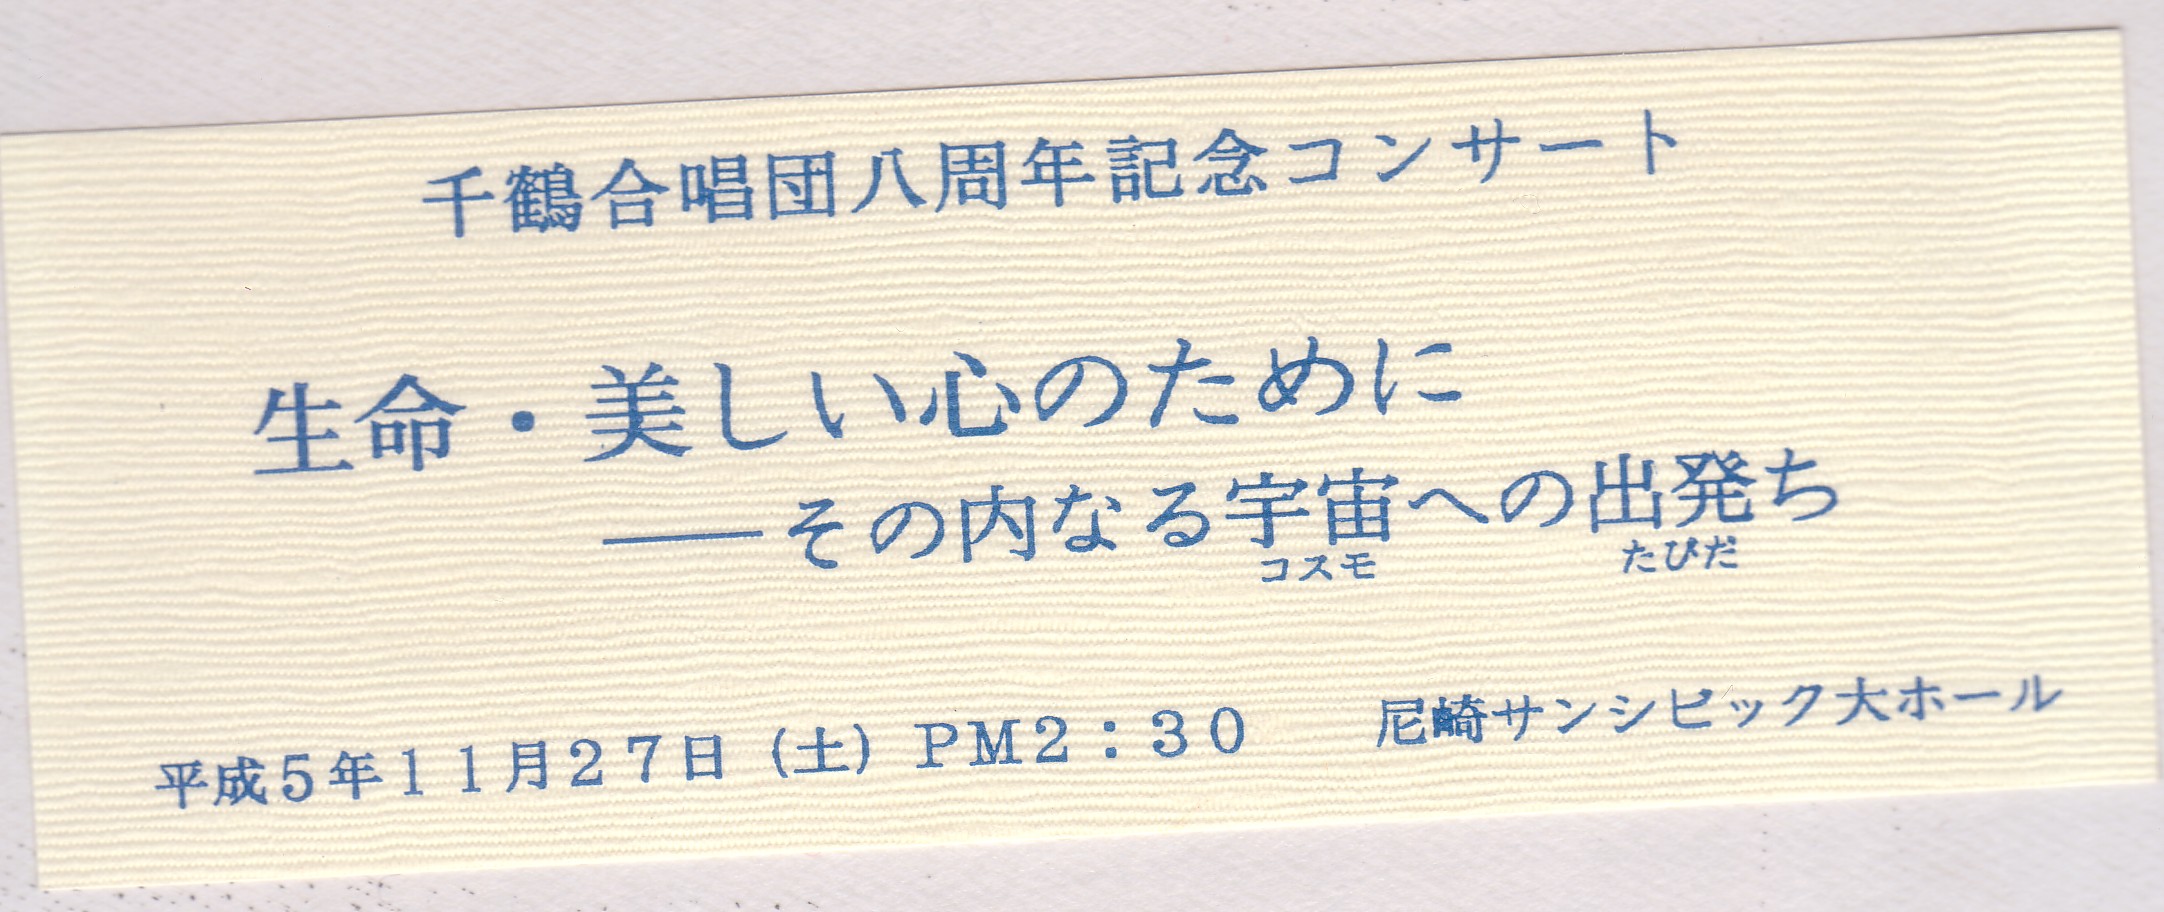 千鶴合唱団八周年記念コンサート
生命・美しい心のために
――その内なる宇宙への出発ち
コスモ たびだ
平成5年11月27日(土) PM2:30 尼崎サンシビック大ホール